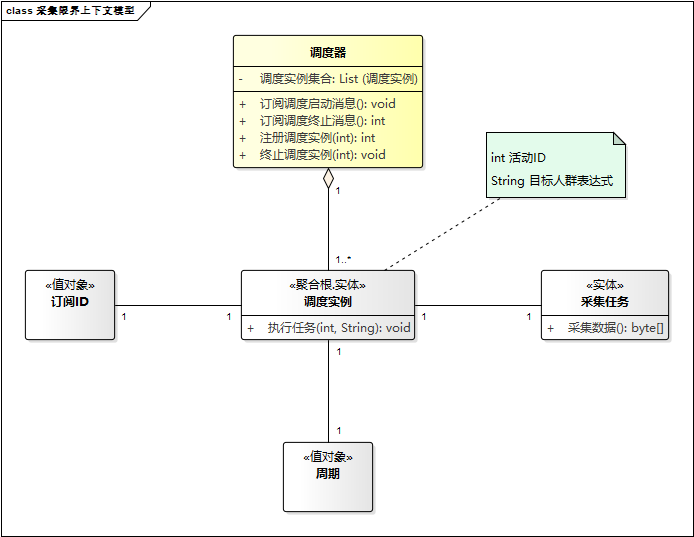 class 采集限界上下文模型
调度器
- 调度实例集合: List (调度实例)
+ 订阅调度启动消息(): void
+ 订阅调度终止消息(): int
+ 注册调度实例(int): int
+ 终止调度实例(int): void
int 活动ID
String 目标人群表达式
1
1..*
«值对象»
订阅ID
«聚合根,实体»
调度实例
+ 执行任务(int, String): void
«实体»
采集任务
+ 采集数据(): byte[]
1
1
1
1
1
1
«值对象»
周期